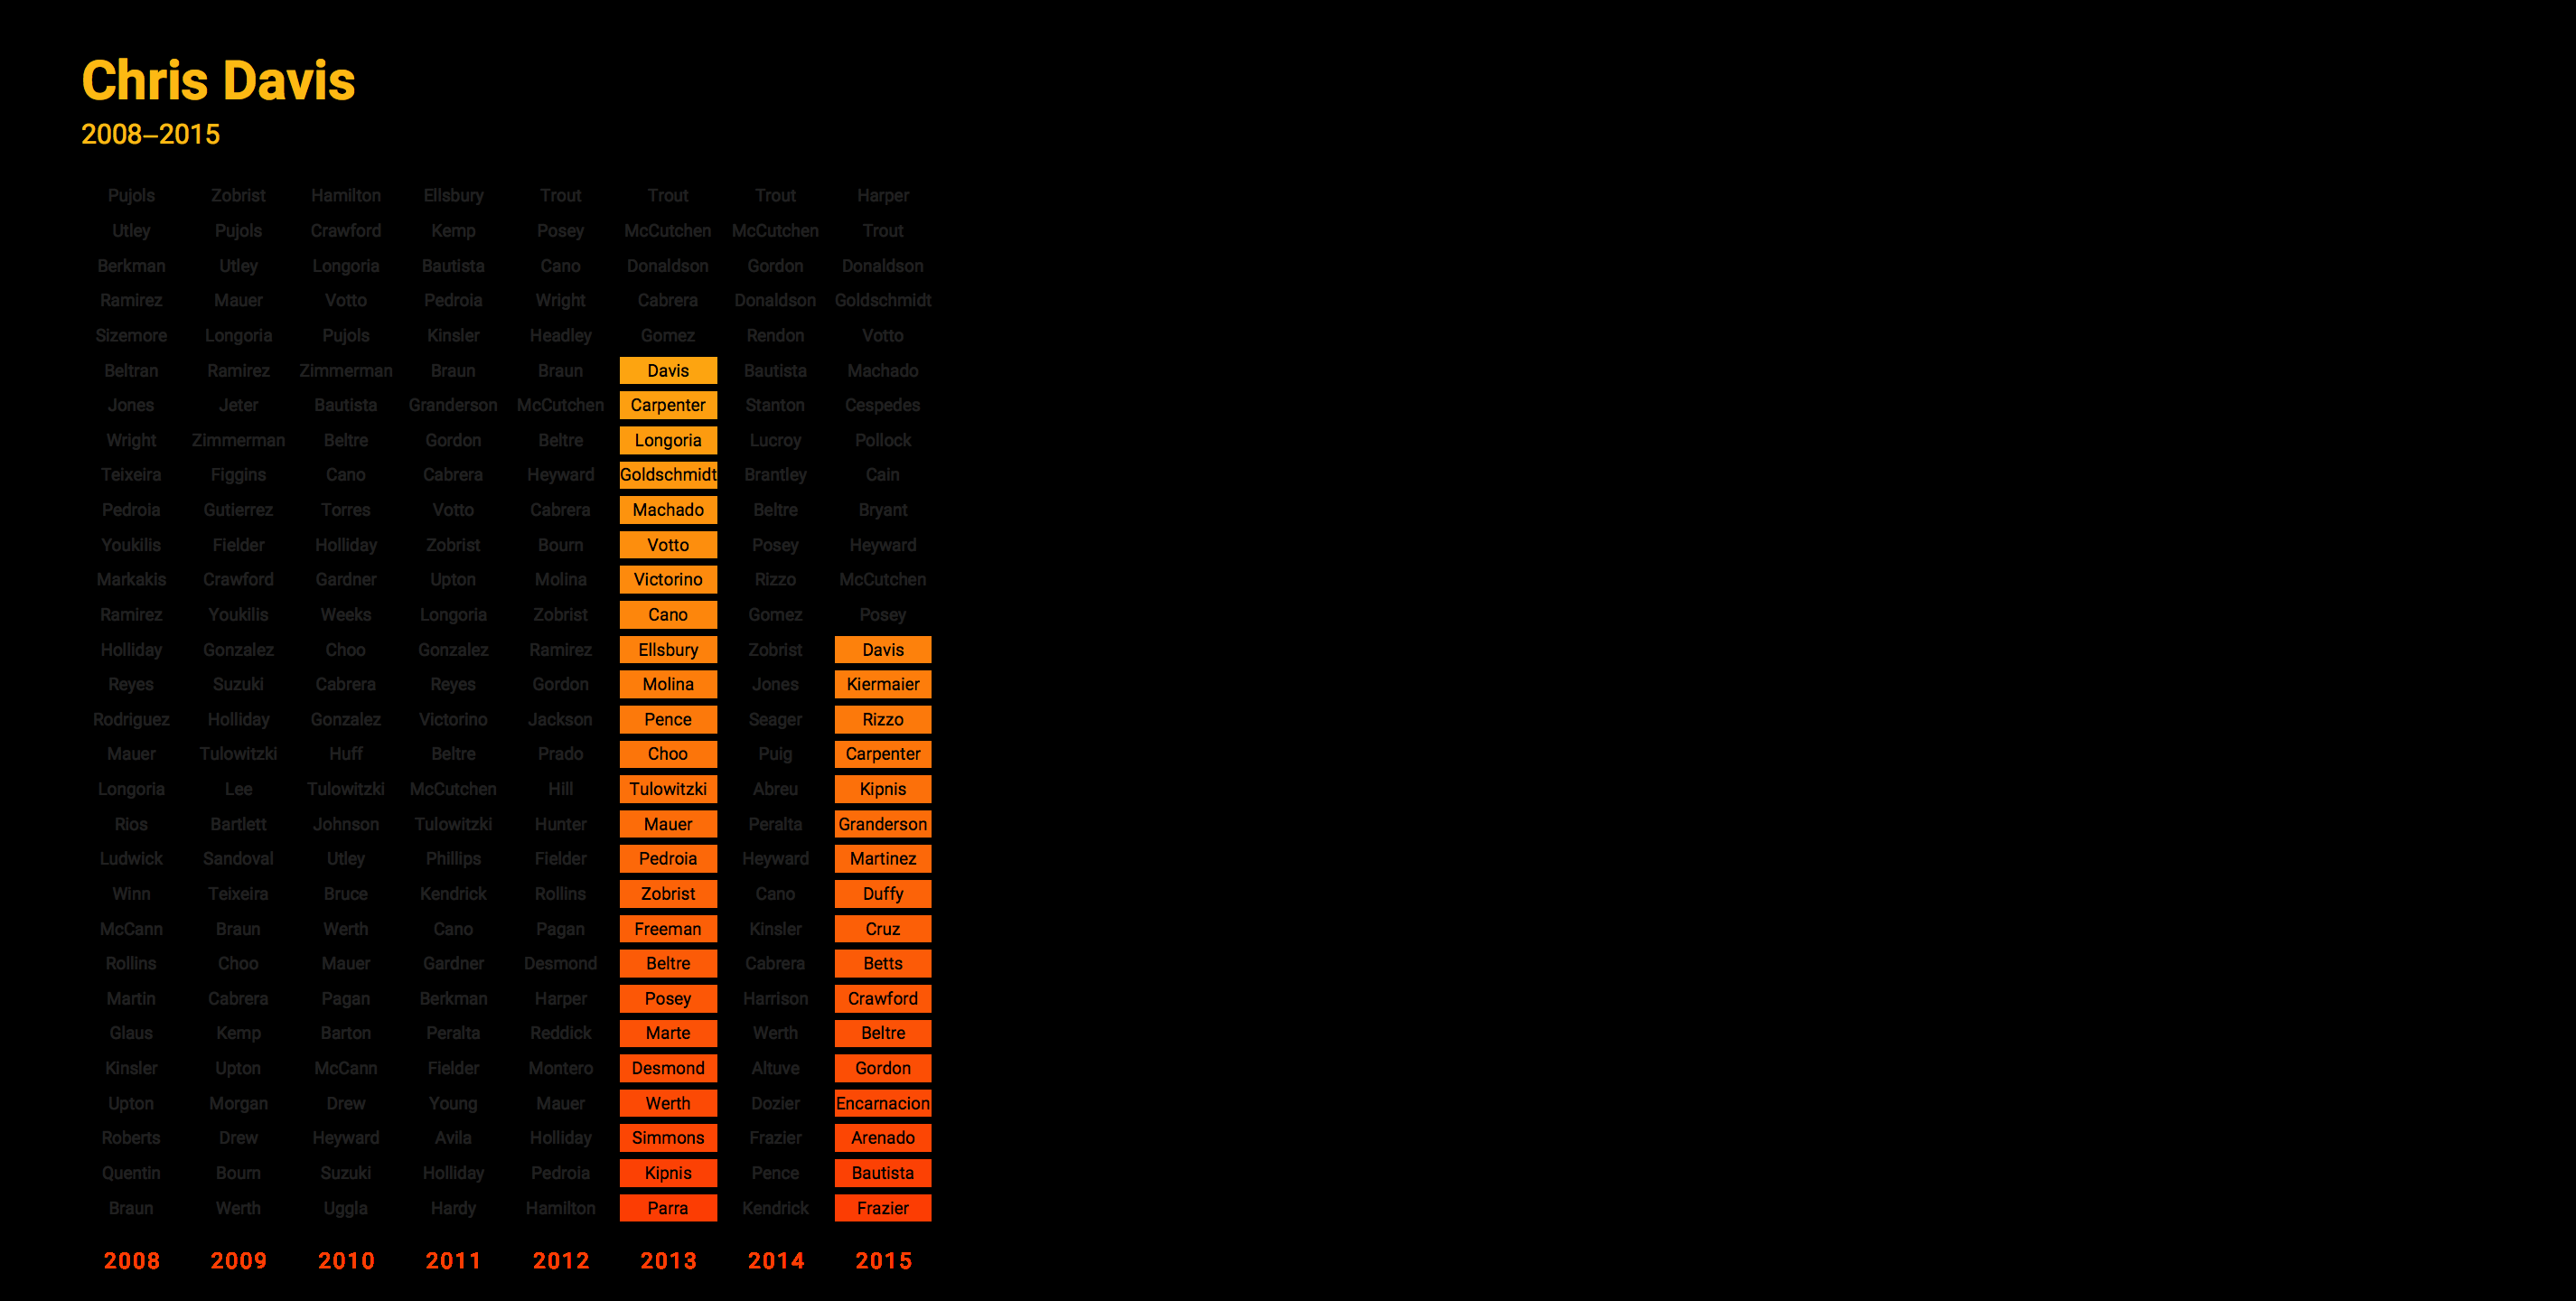 Chris Davis
2008–2015
Pujols Zobrist Hamilton Ellsbury Trout Trout Trout Harper
Utley Pujols Crawford Kemp Posey McCutchen McCutchen Trout
Berkman Utley Longoria Bautista Cano Donaldson Gordon Donaldson
Ramirez Mauer Votto Pedroia Wright Cabrera Donaldson Goldschmidt
Sizemore Longoria Pujols Kinsler Headley Gomez Rendon Votto
Beltran Ramirez Zimmerman Braun Braun Davis Bautista Machado
Jones Jeter Bautista Granderson McCutchen Carpenter Stanton Cespedes
Wright Zimmerman Beltre Gordon Beltre Longoria Lucroy Pollock
Teixeira Figgins Cano Cabrera Heyward Goldschmidt Brantley Cain
Pedroia Gutierrez Torres Votto Cabrera Machado Beltre Bryant
Youkilis Fielder Holliday Zobrist Bourn Votto Posey Heyward
Markakis Crawford Gardner Upton Molina Victorino Rizzo McCutchen
Ramirez Youkilis Weeks Longoria Zobrist Cano Gomez Posey
Holliday Gonzalez Choo Gonzalez Ramirez Ellsbury Zobrist Davis
Reyes Suzuki Cabrera Reyes Gordon Molina Jones Kiermaier
Rodriguez Holliday Gonzalez Victorino Jackson Pence Seager Rizzo
Mauer Tulowitzki Huff Beltre Prado Choo Puig Carpenter
Longoria Lee Tulowitzki McCutchen Hill Tulowitzki Abreu Kipnis
Rios Bartlett Johnson Tulowitzki Hunter Mauer Peralta Granderson
Ludwick Sandoval Utley Phillips Fielder Pedroia Heyward Martinez
Winn Teixeira Bruce Kendrick Rollins Zobrist Cano Duffy
McCann Braun Werth Cano Pagan Freeman Kinsler Cruz
Rollins Choo Mauer Gardner Desmond Beltre Cabrera Betts
Martin Cabrera Pagan Berkman Harper Posey Harrison Crawford
Glaus Kemp Barton Peralta Reddick Marte Werth Beltre
Kinsler Upton McCann Fielder Montero Desmond Altuve Gordon
Upton Morgan Drew Young Mauer Werth Dozier Encarnacion
Roberts Drew Heyward Avila Holliday Simmons Frazier Arenado
Quentin Bourn Suzuki Holliday Pedroia Kipnis Pence Bautista
Braun Werth Uggla Hardy Hamilton Parra Kendrick Frazier
2008 2009 2010 2011 2012 2013 2014 2015